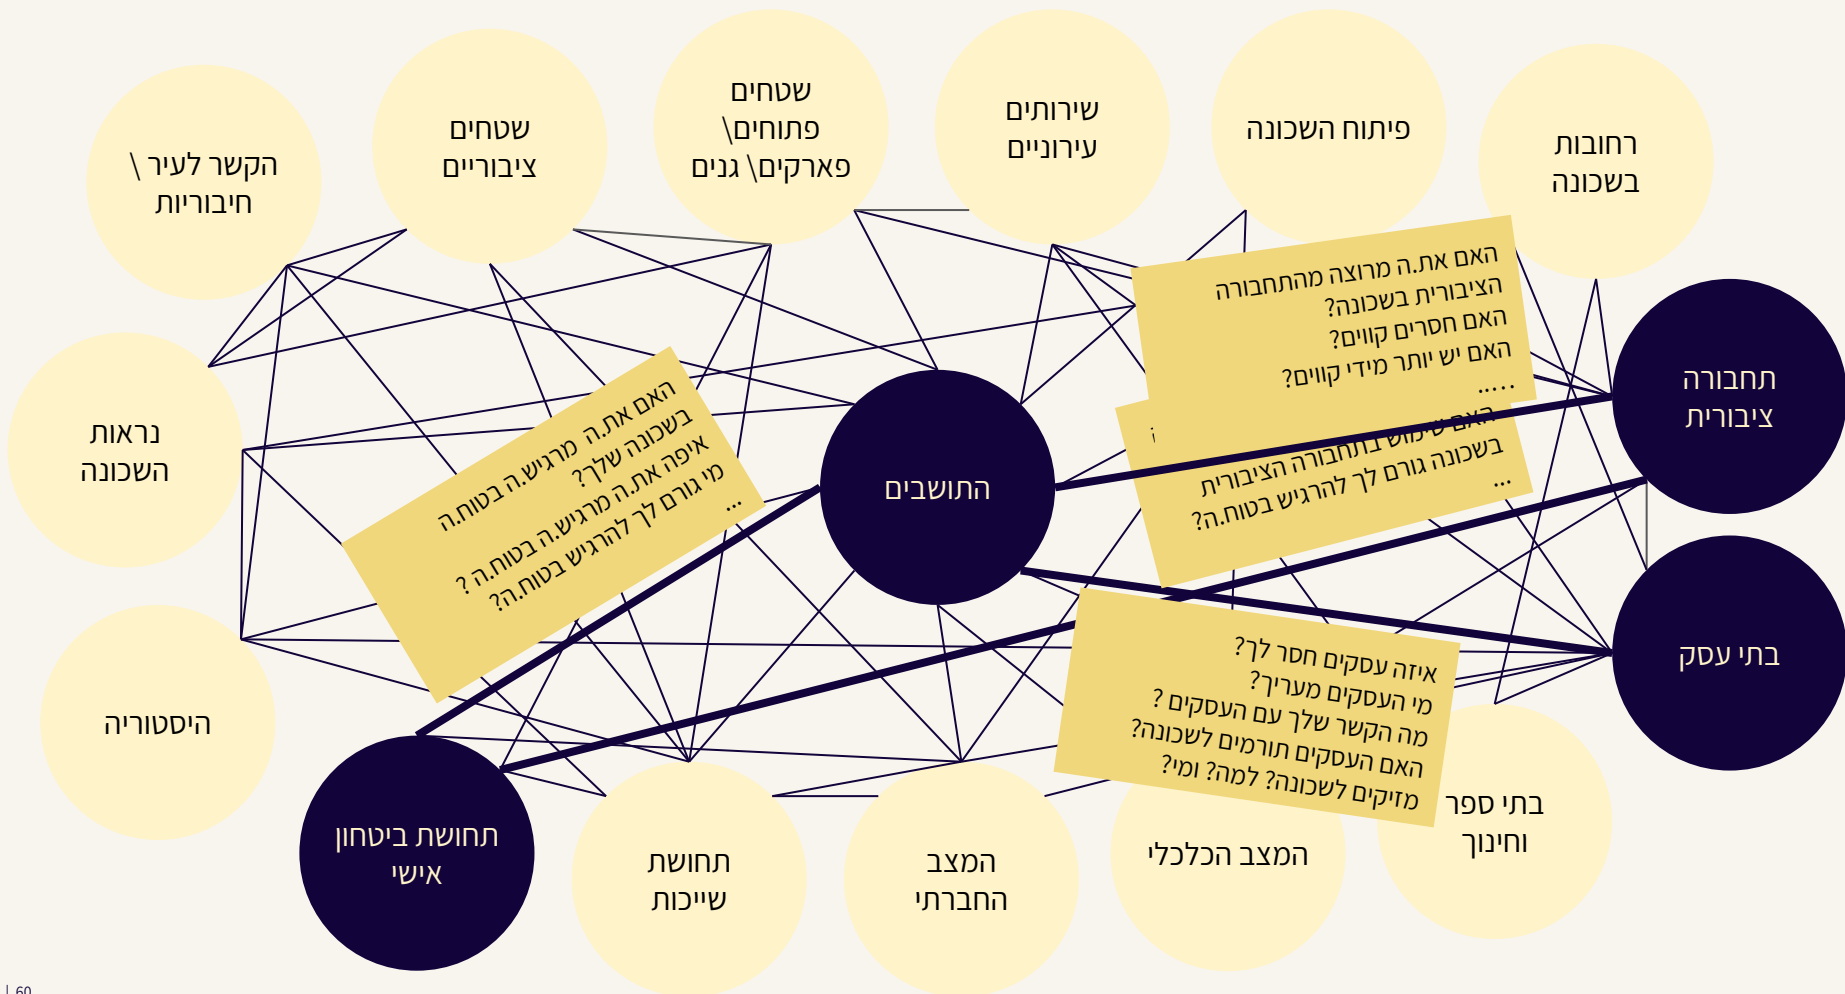 רחובות
בשכונה
פיתוח השכונה
שירותים
עירוניים
שטחים
פתוחים\
פארקים\ גנים
שטחים
ציבוריים
הקשר לעיר \
חיבוריות
האם את.ה מרוצה מהתחבורה
הציבורית בשכונה?
האם חסרים קווים?
האם יש יותר מידי קווים?
.....
תחבורה
ציבורית
האם שימוש בתחבורה הציבורית
בשכונה גורם לך להרגיש בטוח.ה?
...
התושבים
האם את.ה מרגיש.ה בטוח.ה
בשכונה שלך?
איפה את.ה מרגיש.ה בטוח.ה ?
מי גורם לך להרגיש בטוח.ה?
...
נראות
השכונה
בתי עסק
איזה עסקים חסר לך?
מי העסקים מעריך?
מה הקשר שלך עם העסקים ?
האם העסקים תורמים לשכונה?
מזיקים לשכונה? למה? ומי?
היסטוריה
בתי ספר
וחינוך
המצב הכלכלי
המצב
החברתי
תחושת
שייכות
תחושת ביטחון
אישי
| 60